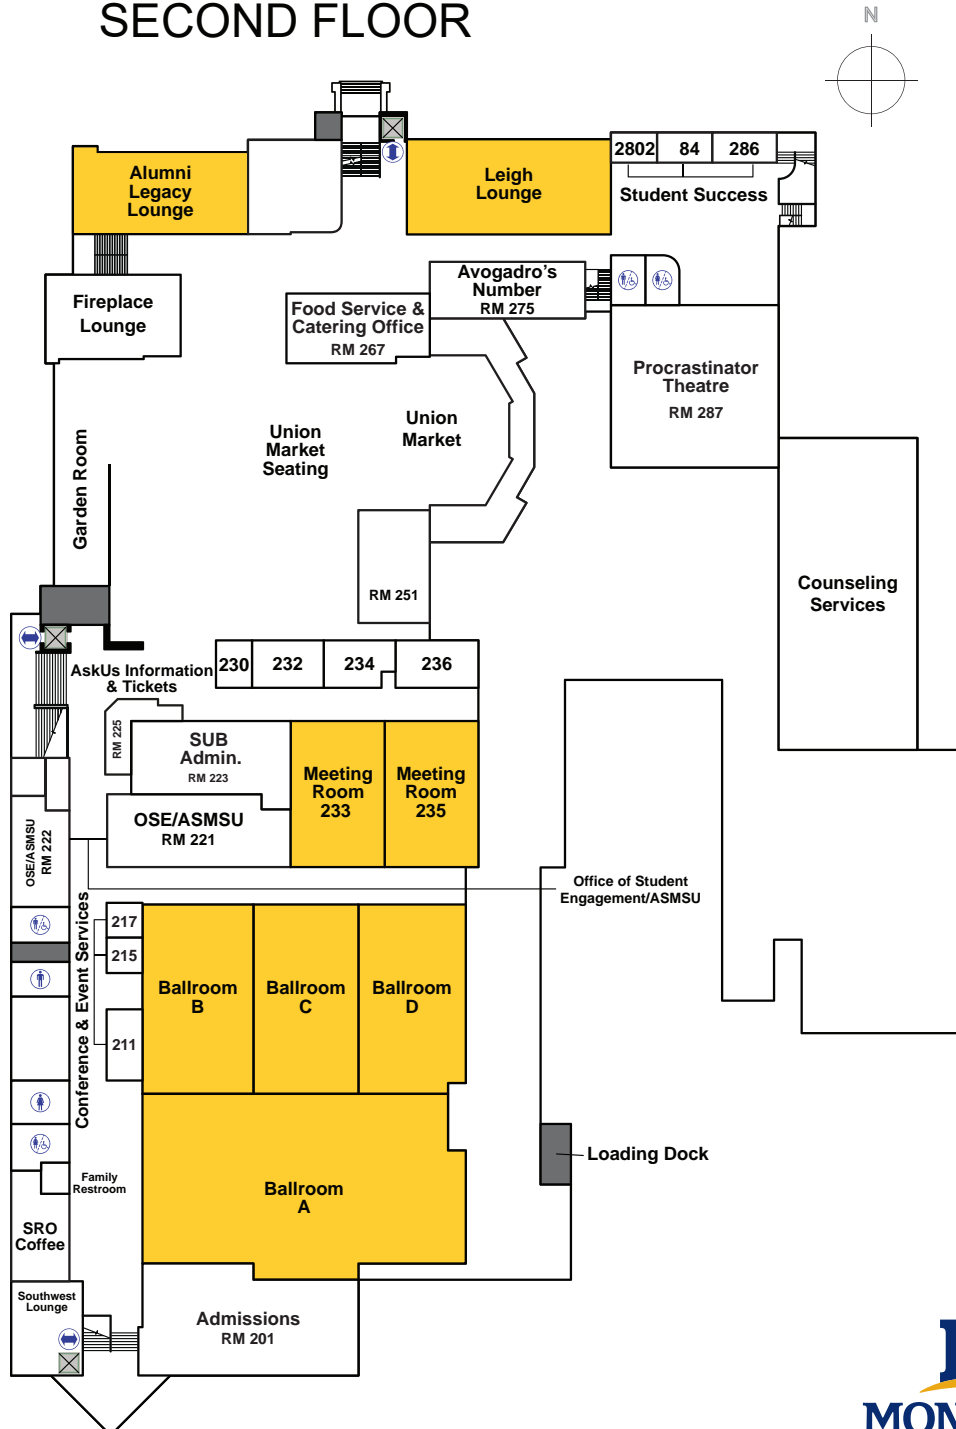 SECOND FLOOR
N
Alumni
Legacy
Lounge
Leigh
Lounge
2802
84
286
Student Success
Fireplace
Lounge
Avogadro's
Number
RM 275
Food Service &
Catering Office
RM 267
Procrastinator
Theatre
RM 287
Garden Room
Union
Market
Seating
Union
Market
RM 251
Counseling
Services
AskUs Information
& Tickets
230
232
234
236
RM 225
SUB
Admin.
RM 223
Meeting
Room
233
Meeting
Room
235
OSE/ASMSU
RM 221
OSE/ASMSU
RM 222
Office of Student
Engagement/ASMSU
Conference & Event Services
217
215
211
Ballroom
B
Ballroom
C
Ballroom
D
Loading Dock
Family
Restroom
Ballroom
A
SRO
Coffee
Southwest
Lounge
Admissions
RM 201